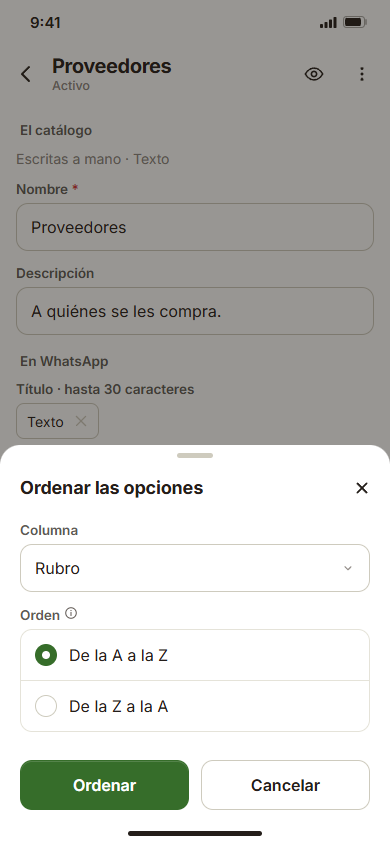 9:41
Proveedores
Activo
El catálogo
Escritas a mano · Texto
Nombre *
Proveedores
Descripción
A quiénes se les compra.
En WhatsApp
Título · hasta 30 caracteres
Texto
Ordenar las opciones
Columna
Rubro
Orden
De la A a la Z
De la Z a la A
Ordenar
Cancelar